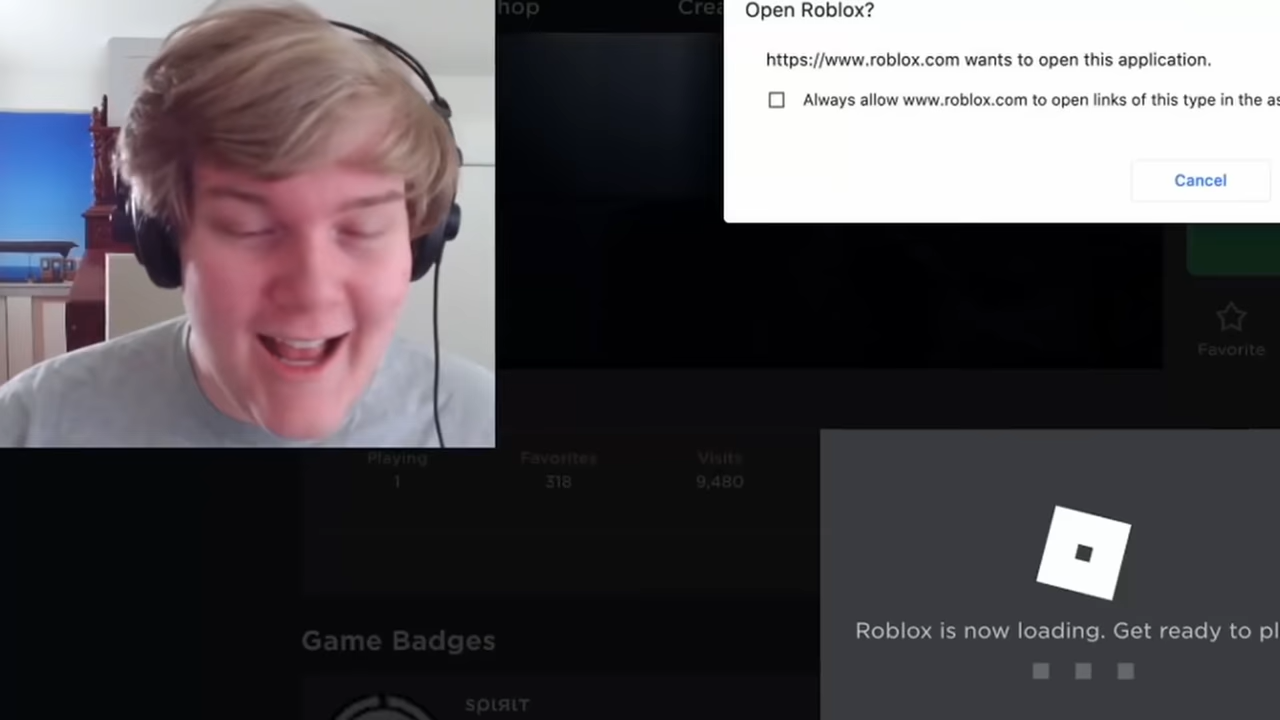 hop
Crea
Open Roblox?
https://www.roblox.com wants to open this application.
Always allow www.roblox.com to open links of this type in the as
Cancel
Favorite
Playing
Favorites
Visits
1
318
9,480
Roblox is now loading. Get ready to pl
Game Badges
ꜱριяιт